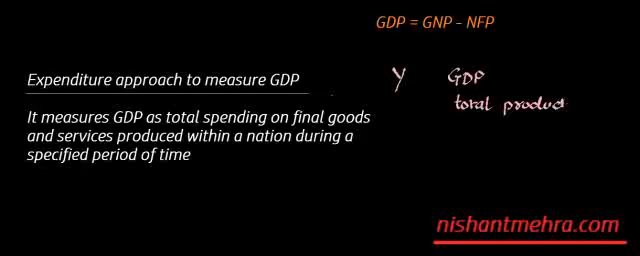 GDP = GNP - NFP
Expenditure approach to measure GDP
Y GDP
total product
It measures GDP as total spending on final goods
and services produced within a nation during a
specified period of time
nishantmehra.com